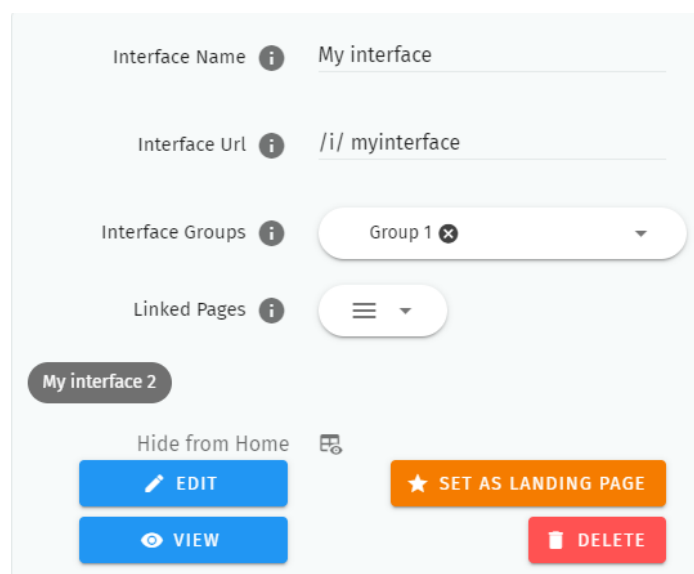 Interface Name
My interface
Interface Url
/i/ myinterface
Interface Groups
Group 1
Linked Pages
My interface 2
Hide from Home
EDIT
SET AS LANDING PAGE
VIEW
DELETE